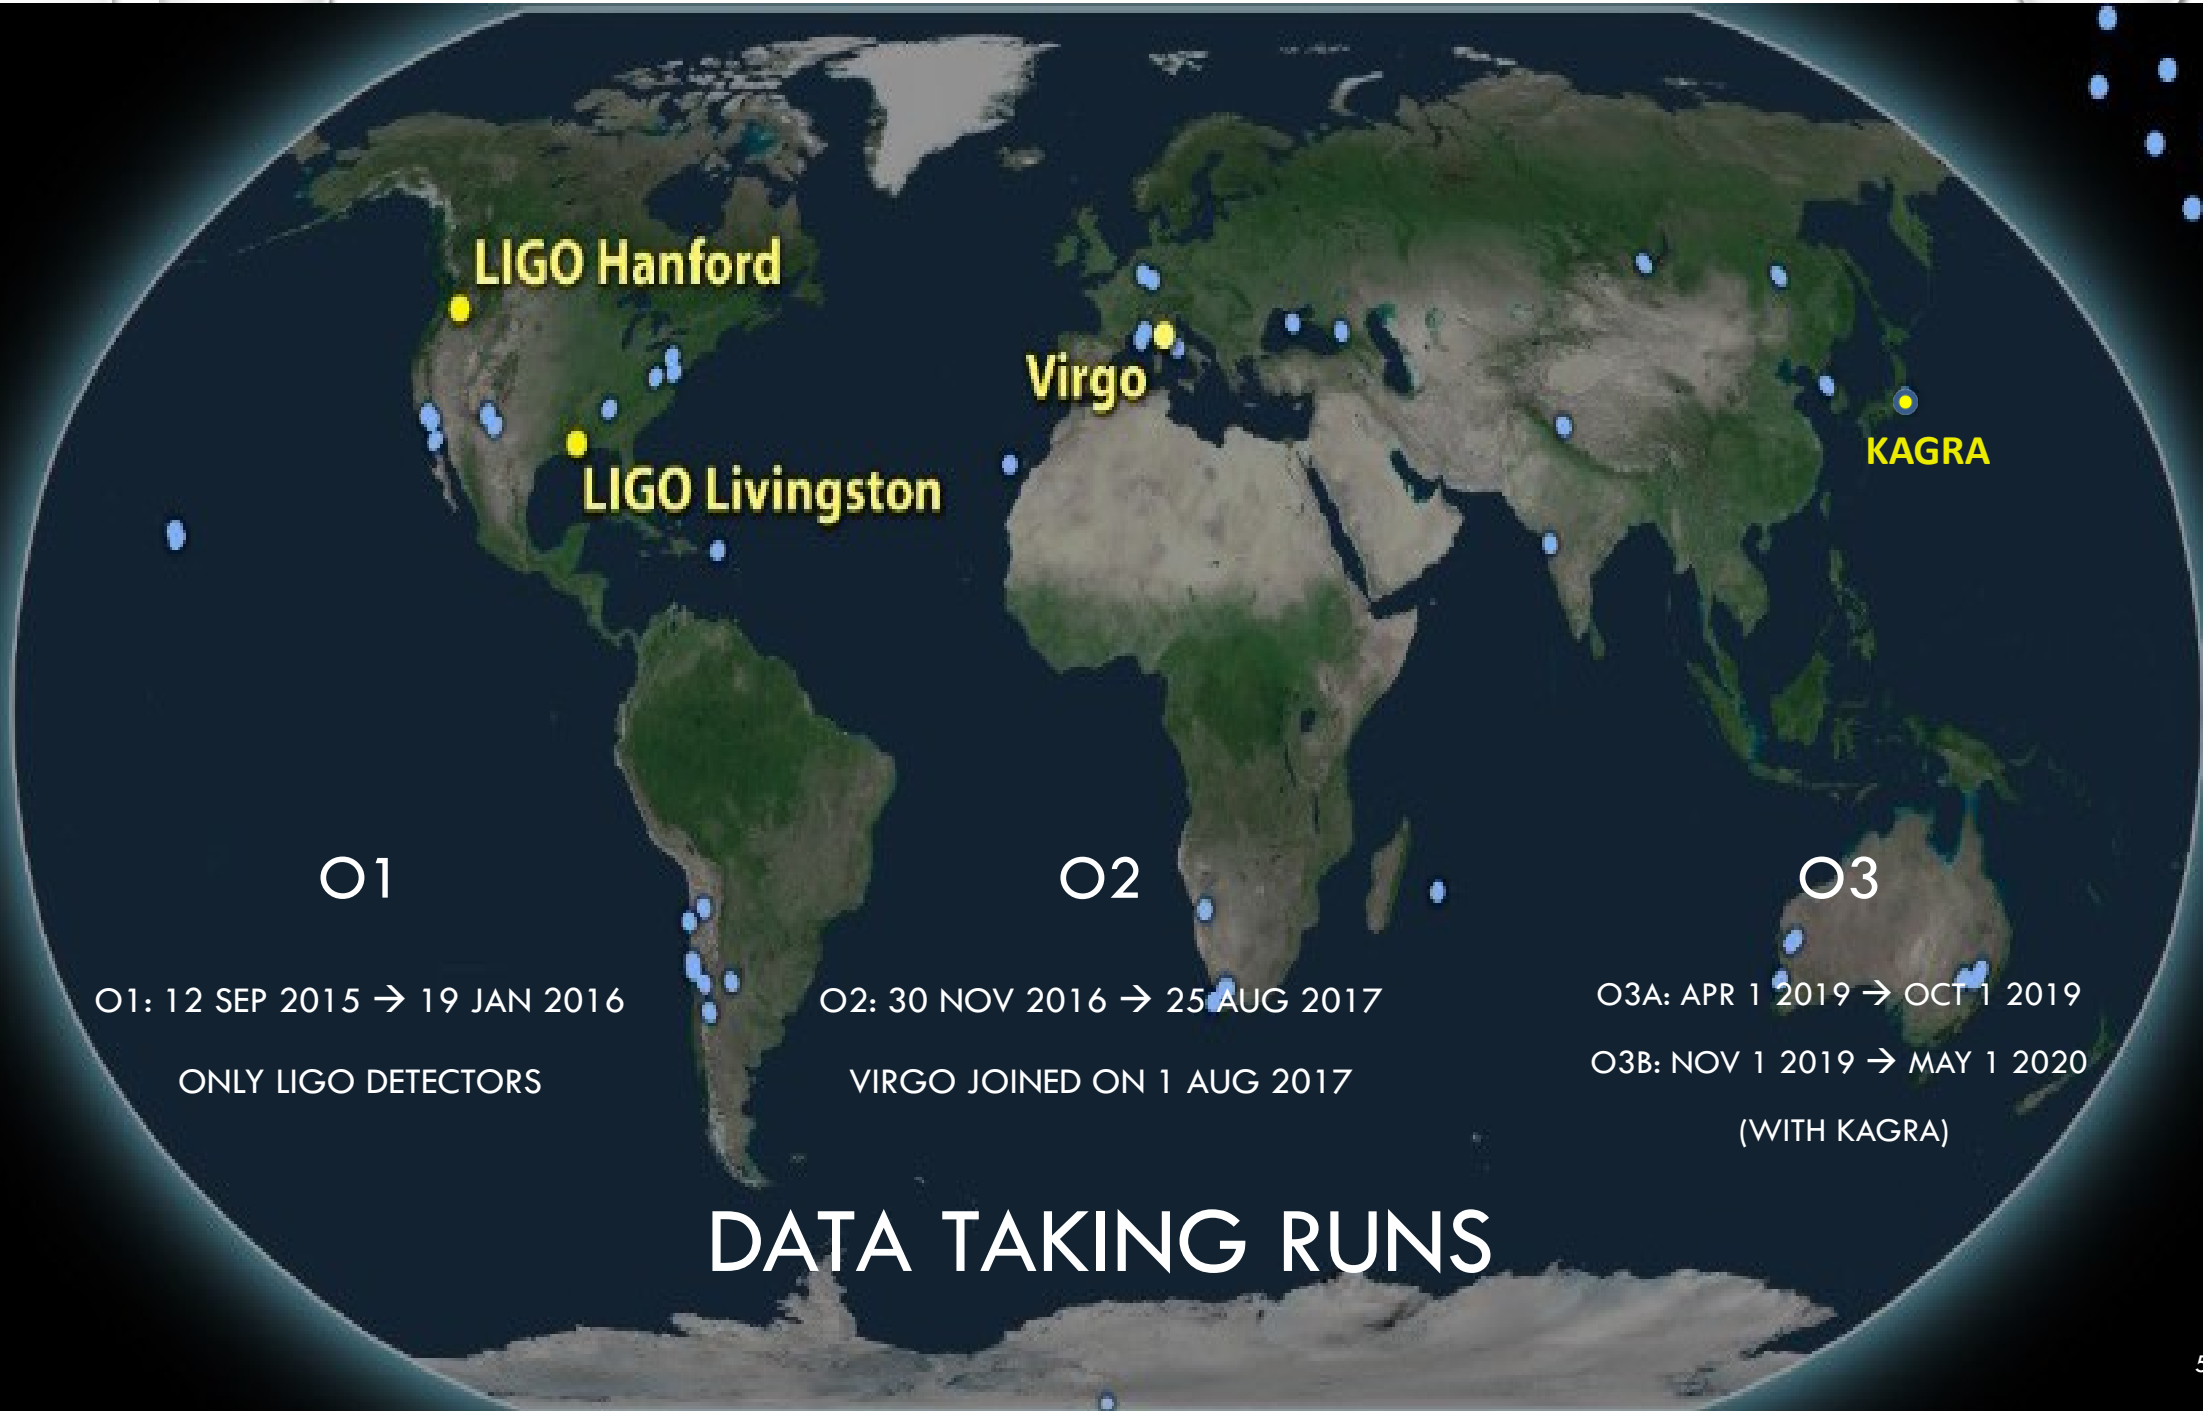 LIGO Hanford
Virgo
KAGRA
LIGO Livingston
O1
O1: 12 SEP 2015 → 19 JAN 2016
ONLY LIGO DETECTORS
O2
O2: 30 NOV 2016 → 25 AUG 2017
VIRGO JOINED ON 1 AUG 2017
O3
O3A: APR 1 2019 → OCT 1 2019
O3B: NOV 1 2019 → MAY 1 2020
(WITH KAGRA)
DATA TAKING RUNS
5